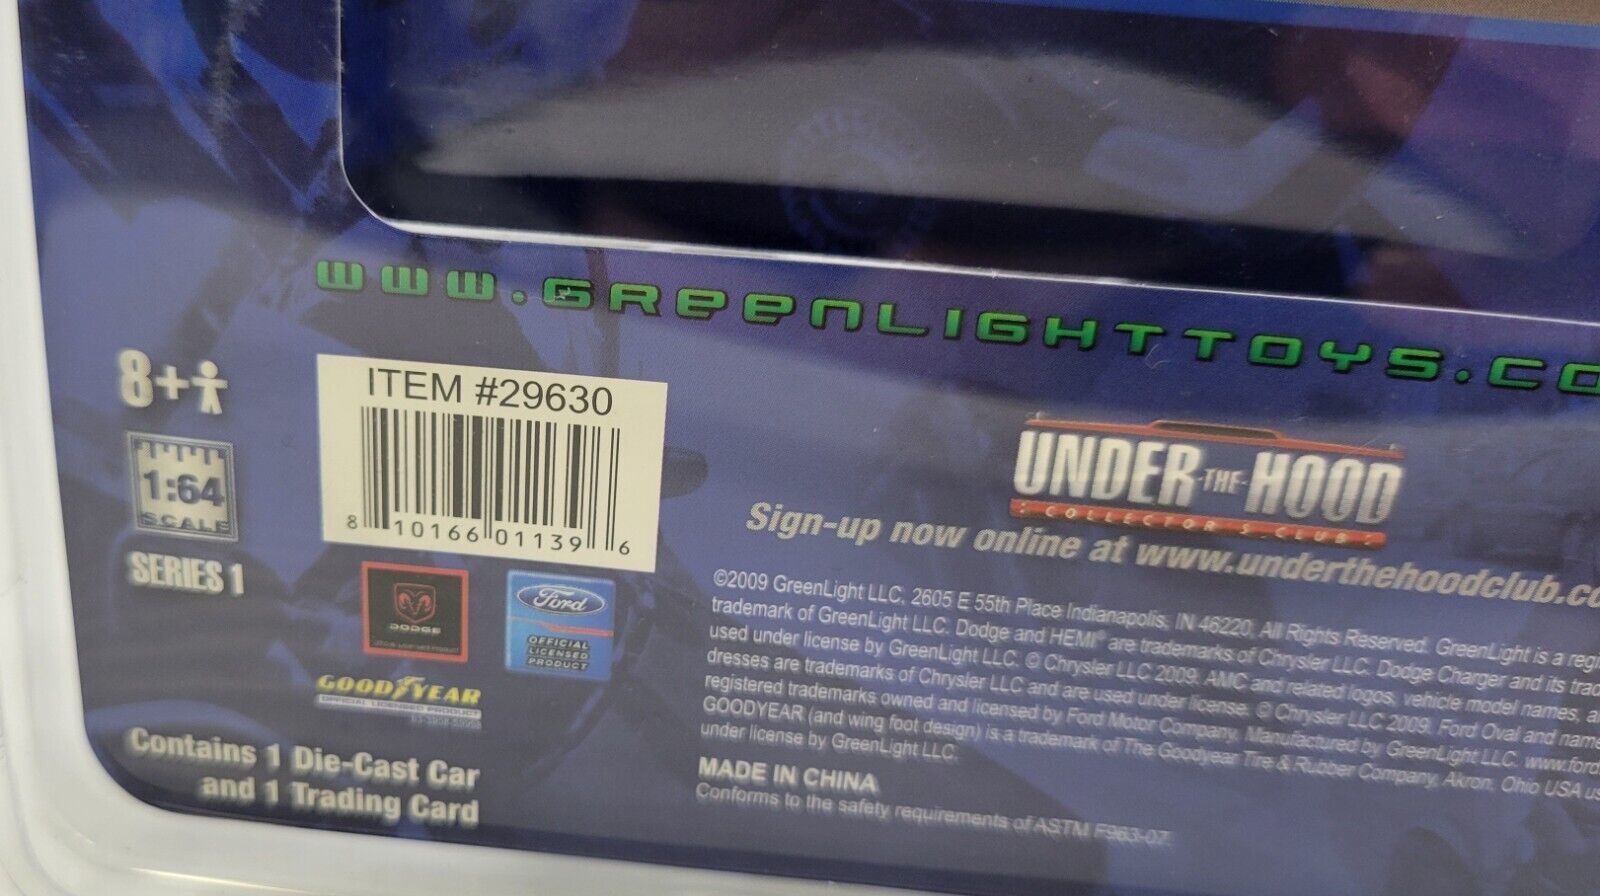 www.GreenLightToys.co
8+
ITEM #29630
1:64
SCALE
8 10166 01139 6
SERIES 1
DODGE
Ford
OFFICIAL
LICENSED
PRODUCT
GOODYEAR
OFFICIAL LICENSED PRODUCT
Contains 1 Die-Cast Car
and 1 Trading Card
UNDER-THE-HOOD
COLLECTORS CLUB
Sign-up now online at www.underthehoodclub.co
©2009 GreenLight LLC, 2605 E 55th Place Indianapolis, IN 46220, All Rights Reserved. GreenLight is a regi
trademark of GreenLight LLC. Dodge and HEMI® are trademarks of Chrysler LLC. Dodge Charger and its trad
used under license by GreenLight LLC. © Chrysler LLC 2009. AMC and related logos, vehicle model names, a
dresses are trademarks of Chrysler LLC and are used under license. © Chrysler LLC 2009. Ford Oval and name
registered trademarks owned and licensed by Ford Motor Company. Manufactured by GreenLight LLC. www.ford
GOODYEAR (and wing foot design) is a trademark of The Goodyear Tire & Rubber Company, Akron, Ohio USA us
under license by GreenLight LLC.
MADE IN CHINA
Conforms to the safety requirements of ASTM F963-07.